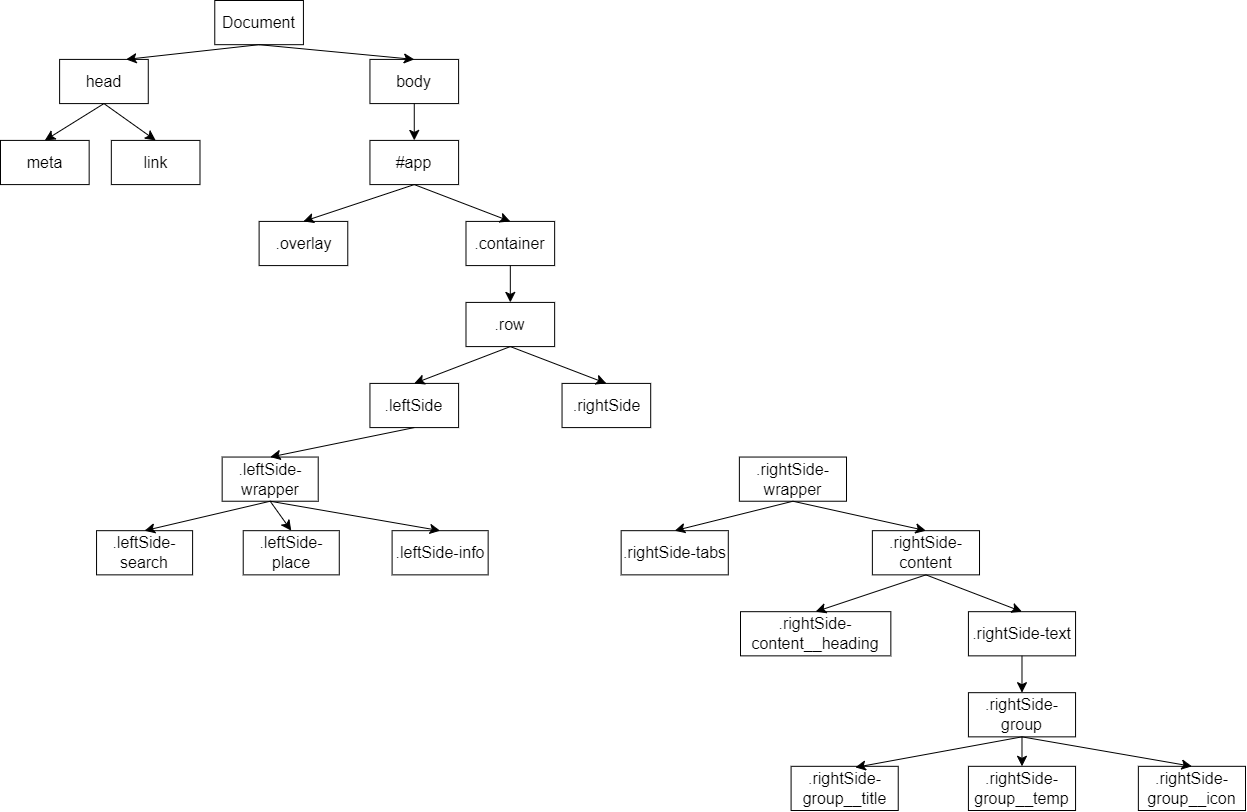 Document
head
body
meta
link
#app
.overlay
.container
.row
.leftSide
.rightSide
.leftSide-
wrapper
.rightSide-
wrapper
.leftSide-
search
.leftSide-
place
.leftSide-info
.rightSide-tabs
.rightSide-
content
.rightSide-
content__heading
.rightSide-text
.rightSide-
group
.rightSide-
group__title
.rightSide-
group__temp
.rightSide-
group__icon